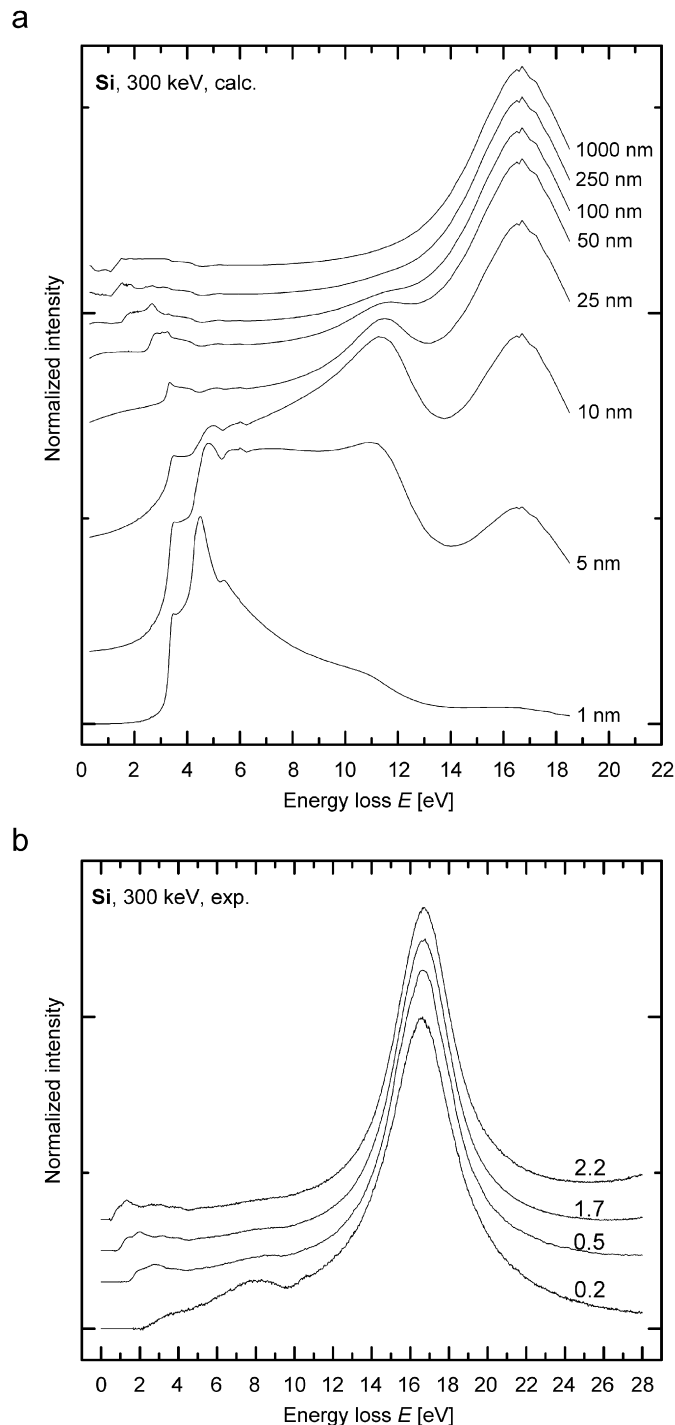 a
Si, 300 keV, calc.
1000 nm
250 nm
100 nm
50 nm
25 nm
10 nm
5 nm
1 nm
Normalized intensity
0 2 4 6 8 10 12 14 16 18 20 22
Energy loss E [eV]
b
Si, 300 keV, exp.
2.2
1.7
0.5
0.2
Normalized intensity
0 2 4 6 8 10 12 14 16 18 20 22 24 26 28
Energy loss E [eV]